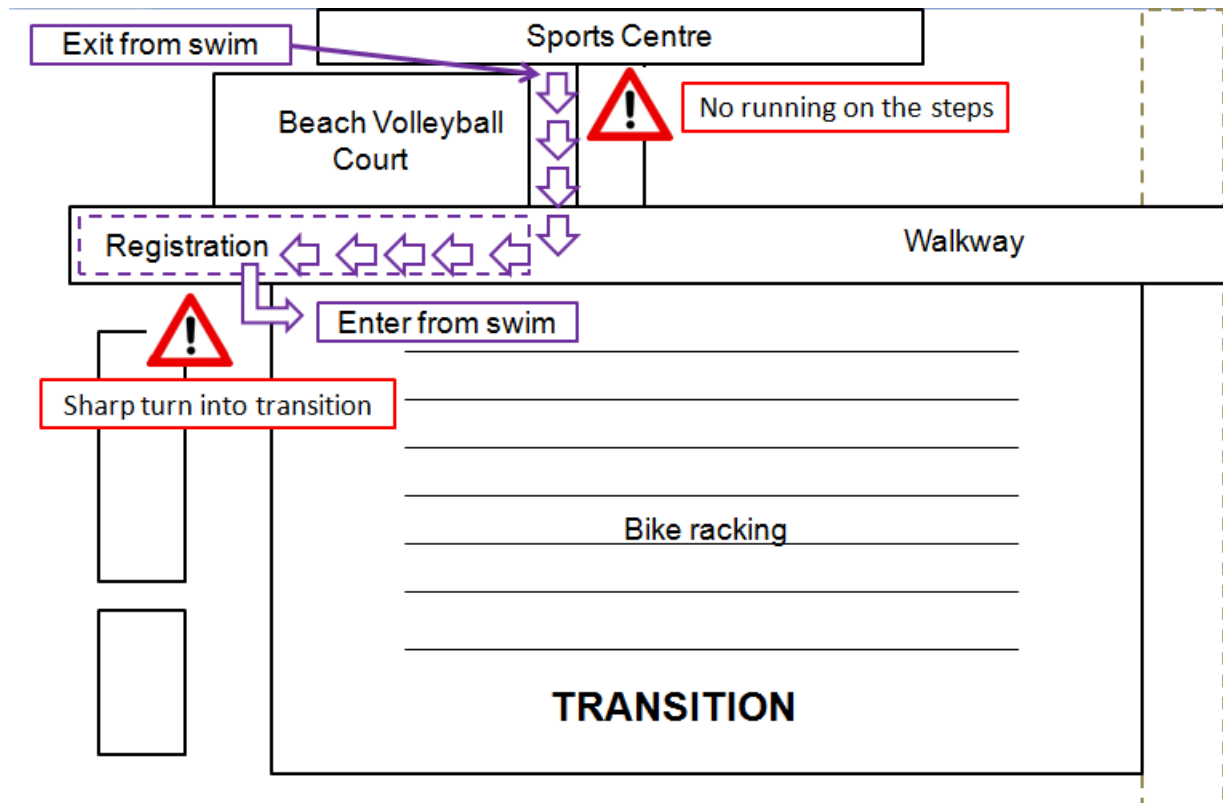 Exit from swim
Sports Centre
No running on the steps
Beach Volleyball
Court
Registration
Walkway
Enter from swim
Sharp turn into transition
Bike racking
TRANSITION